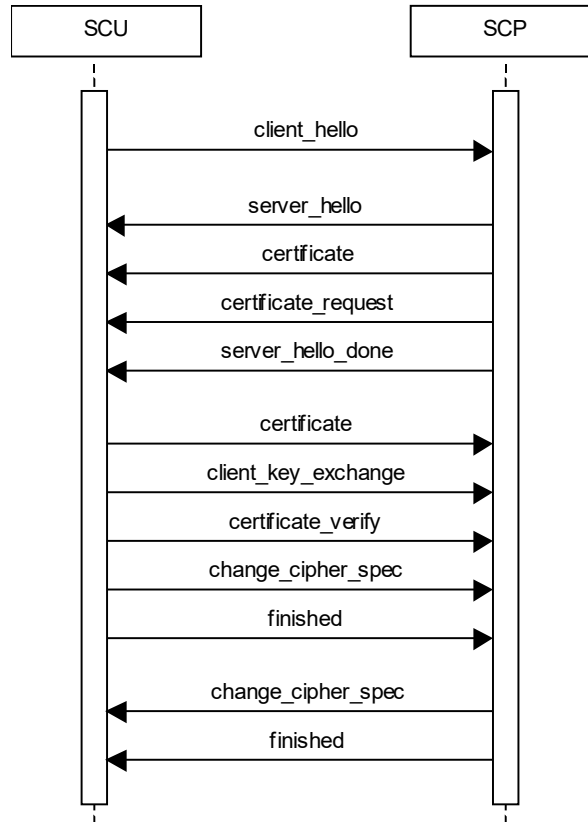 SCU
SCP
client_hello
server_hello
certificate
certificate_request
server_hello_done
certificate
client_key_exchange
certificate_verify
change_cipher_spec
finished
change_cipher_spec
finished